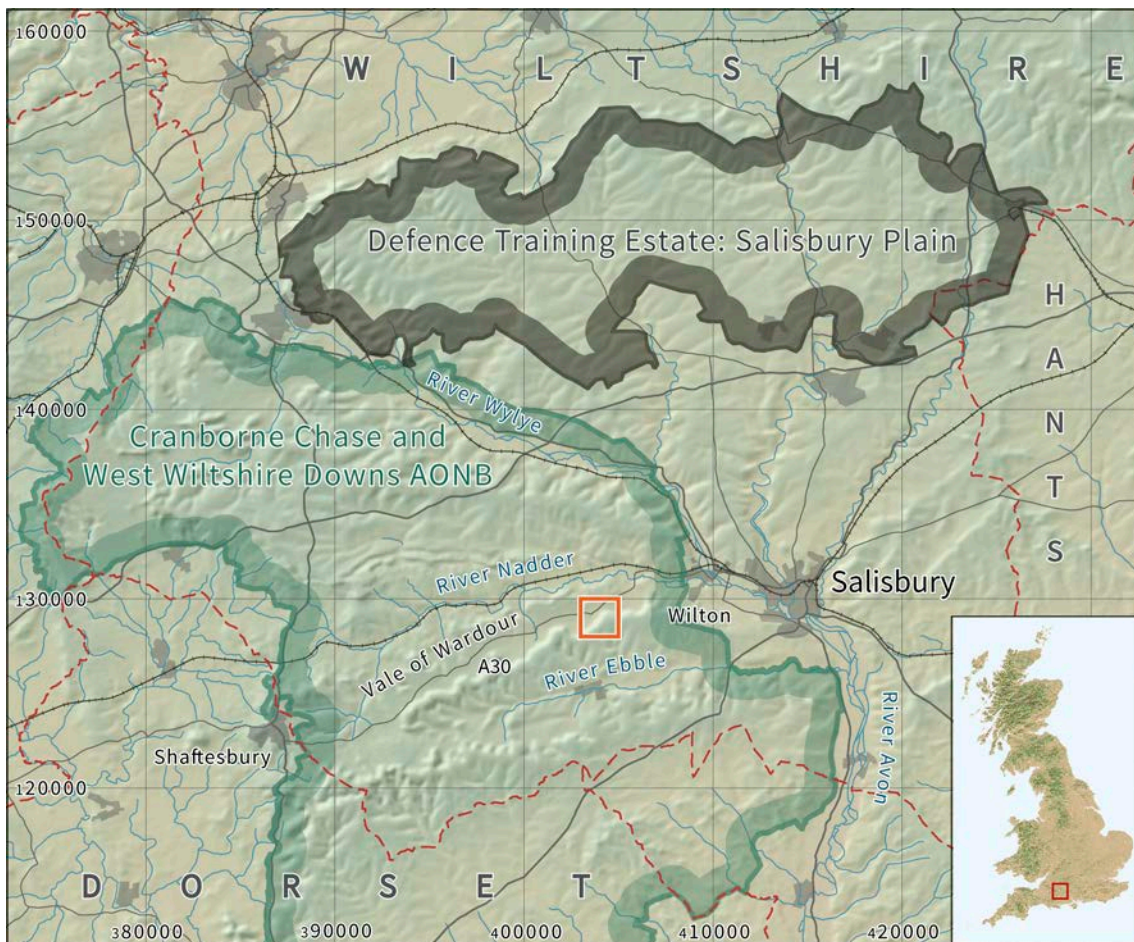 160000
W I L T S H I R E
150000
Defence Training Estate: Salisbury Plain
H A N T S
River Wylye
140000
Cranborne Chase and
West Wiltshire Downs AONB
River Nadder
130000
Salisbury
Wilton
Vale of Wardour
A30
River Ebble
River Avon
Shaftesbury
120000
D O R S E T
380000
390000
400000
410000
420000